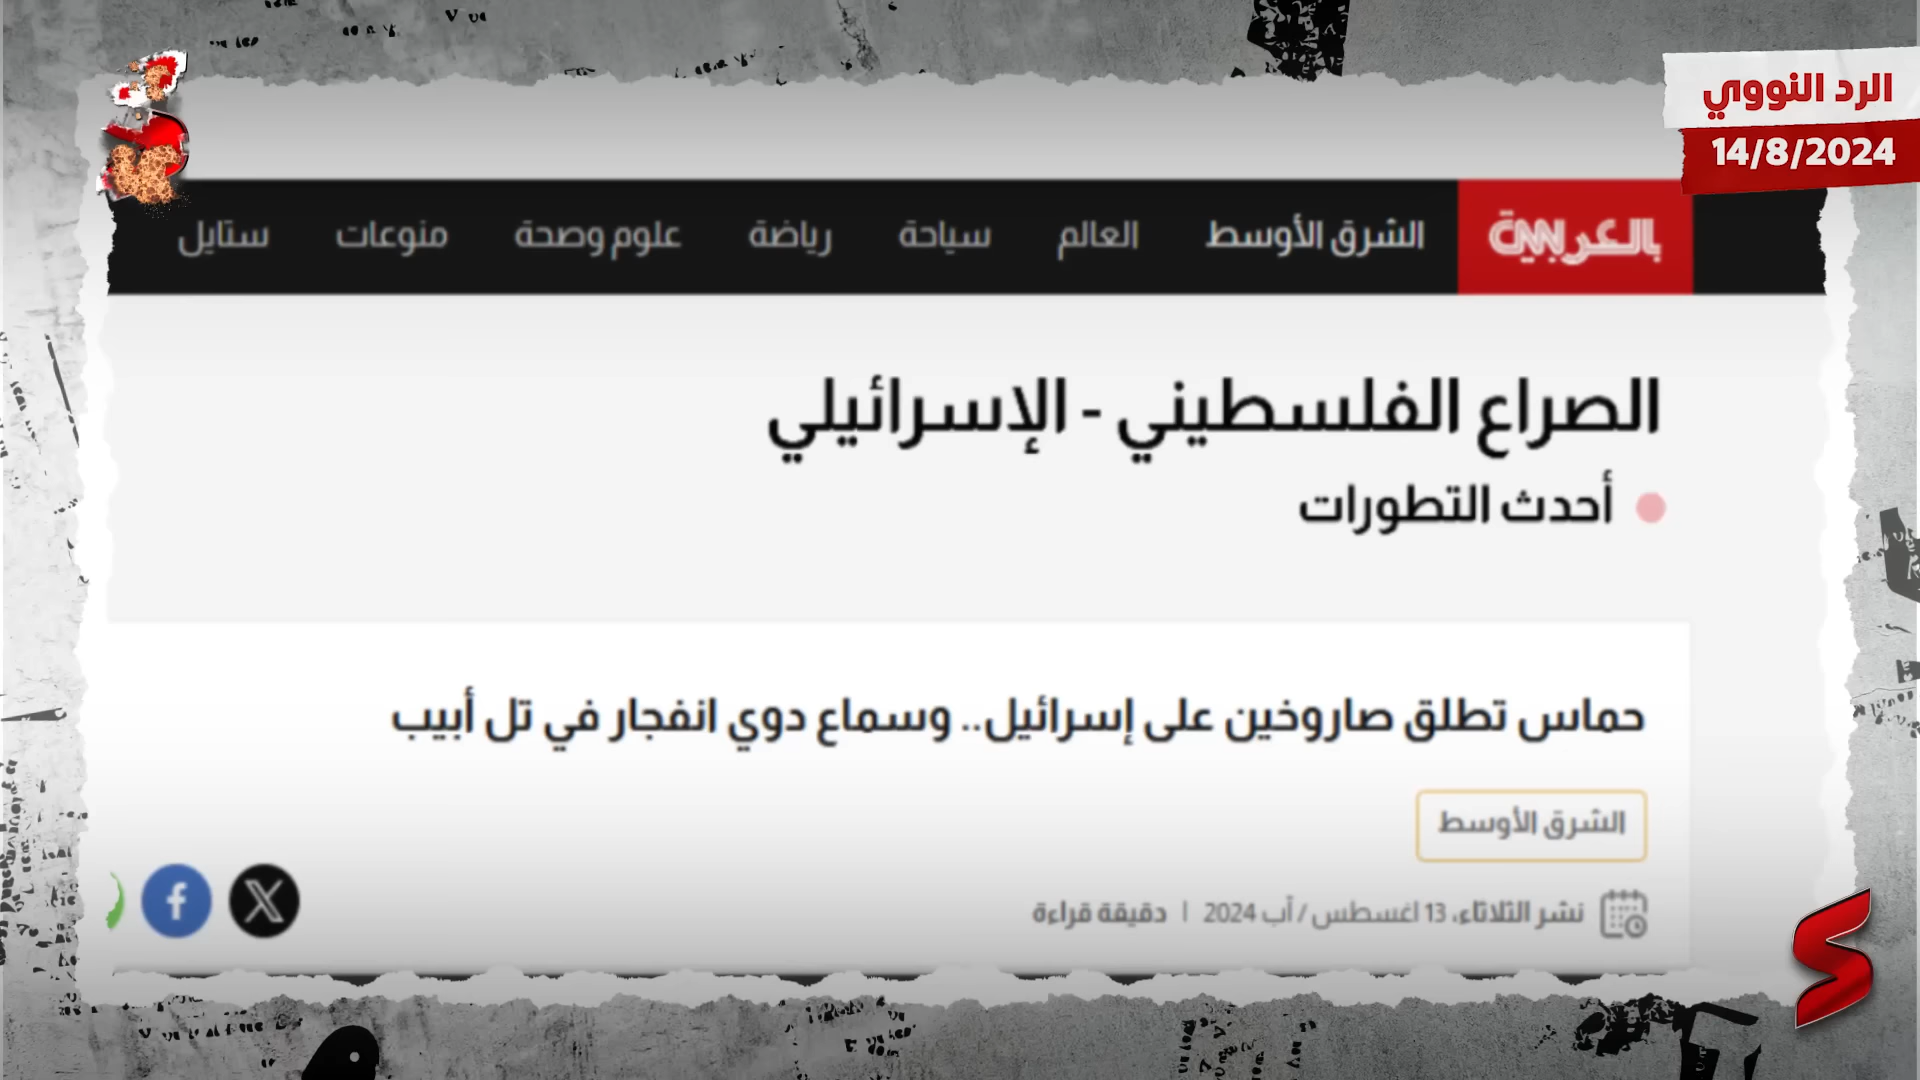 الرد النووي
14/8/2024
CNN بالعربية
الشرق الأوسط العالم سياحة رياضة علوم وصحة منوعات ستايل
الصراع الفلسطيني - الإسرائيلي
أحدث التطورات
حماس تطلق صاروخين على إسرائيل.. وسماع دوي انفجار في تل أبيب
الشرق الأوسط
نشر الثلاثاء، 13 اغسطس / آب 2024 | دقيقة قراءة